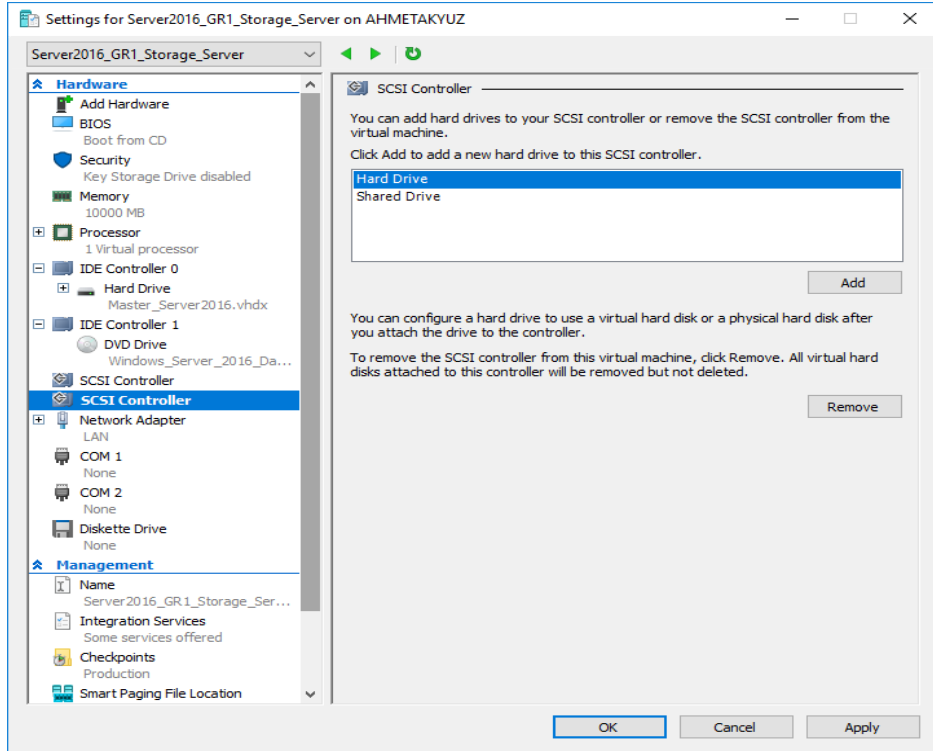 Settings for Server2016_GR1_Storage_Server on AHMETAKYUZ
Server2016_GR1_Storage_Server
Hardware
Add Hardware
BIOS
Boot from CD
Security
Key Storage Drive disabled
Memory
10000 MB
Processor
1 Virtual processor
IDE Controller 0
Hard Drive
Master_Server2016.vhdx
IDE Controller 1
DVD Drive
Windows_Server_2016_Da...
SCSI Controller
SCSI Controller
Network Adapter
LAN
COM 1
None
COM 2
None
Diskette Drive
None
Management
Name
Server2016_GR1_Storage_Ser...
Integration Services
Some services offered
Checkpoints
Production
Smart Paging File Location
SCSI Controller
You can add hard drives to your SCSI controller or remove the SCSI controller from the
virtual machine.
Click Add to add a new hard drive to this SCSI controller.
Hard Drive
Shared Drive
Add
You can configure a hard drive to use a virtual hard disk or a physical hard disk after
you attach the drive to the controller.
To remove the SCSI controller from this virtual machine, click Remove. All virtual hard
disks attached to this controller will be removed but not deleted.
Remove
OK
Cancel
Apply